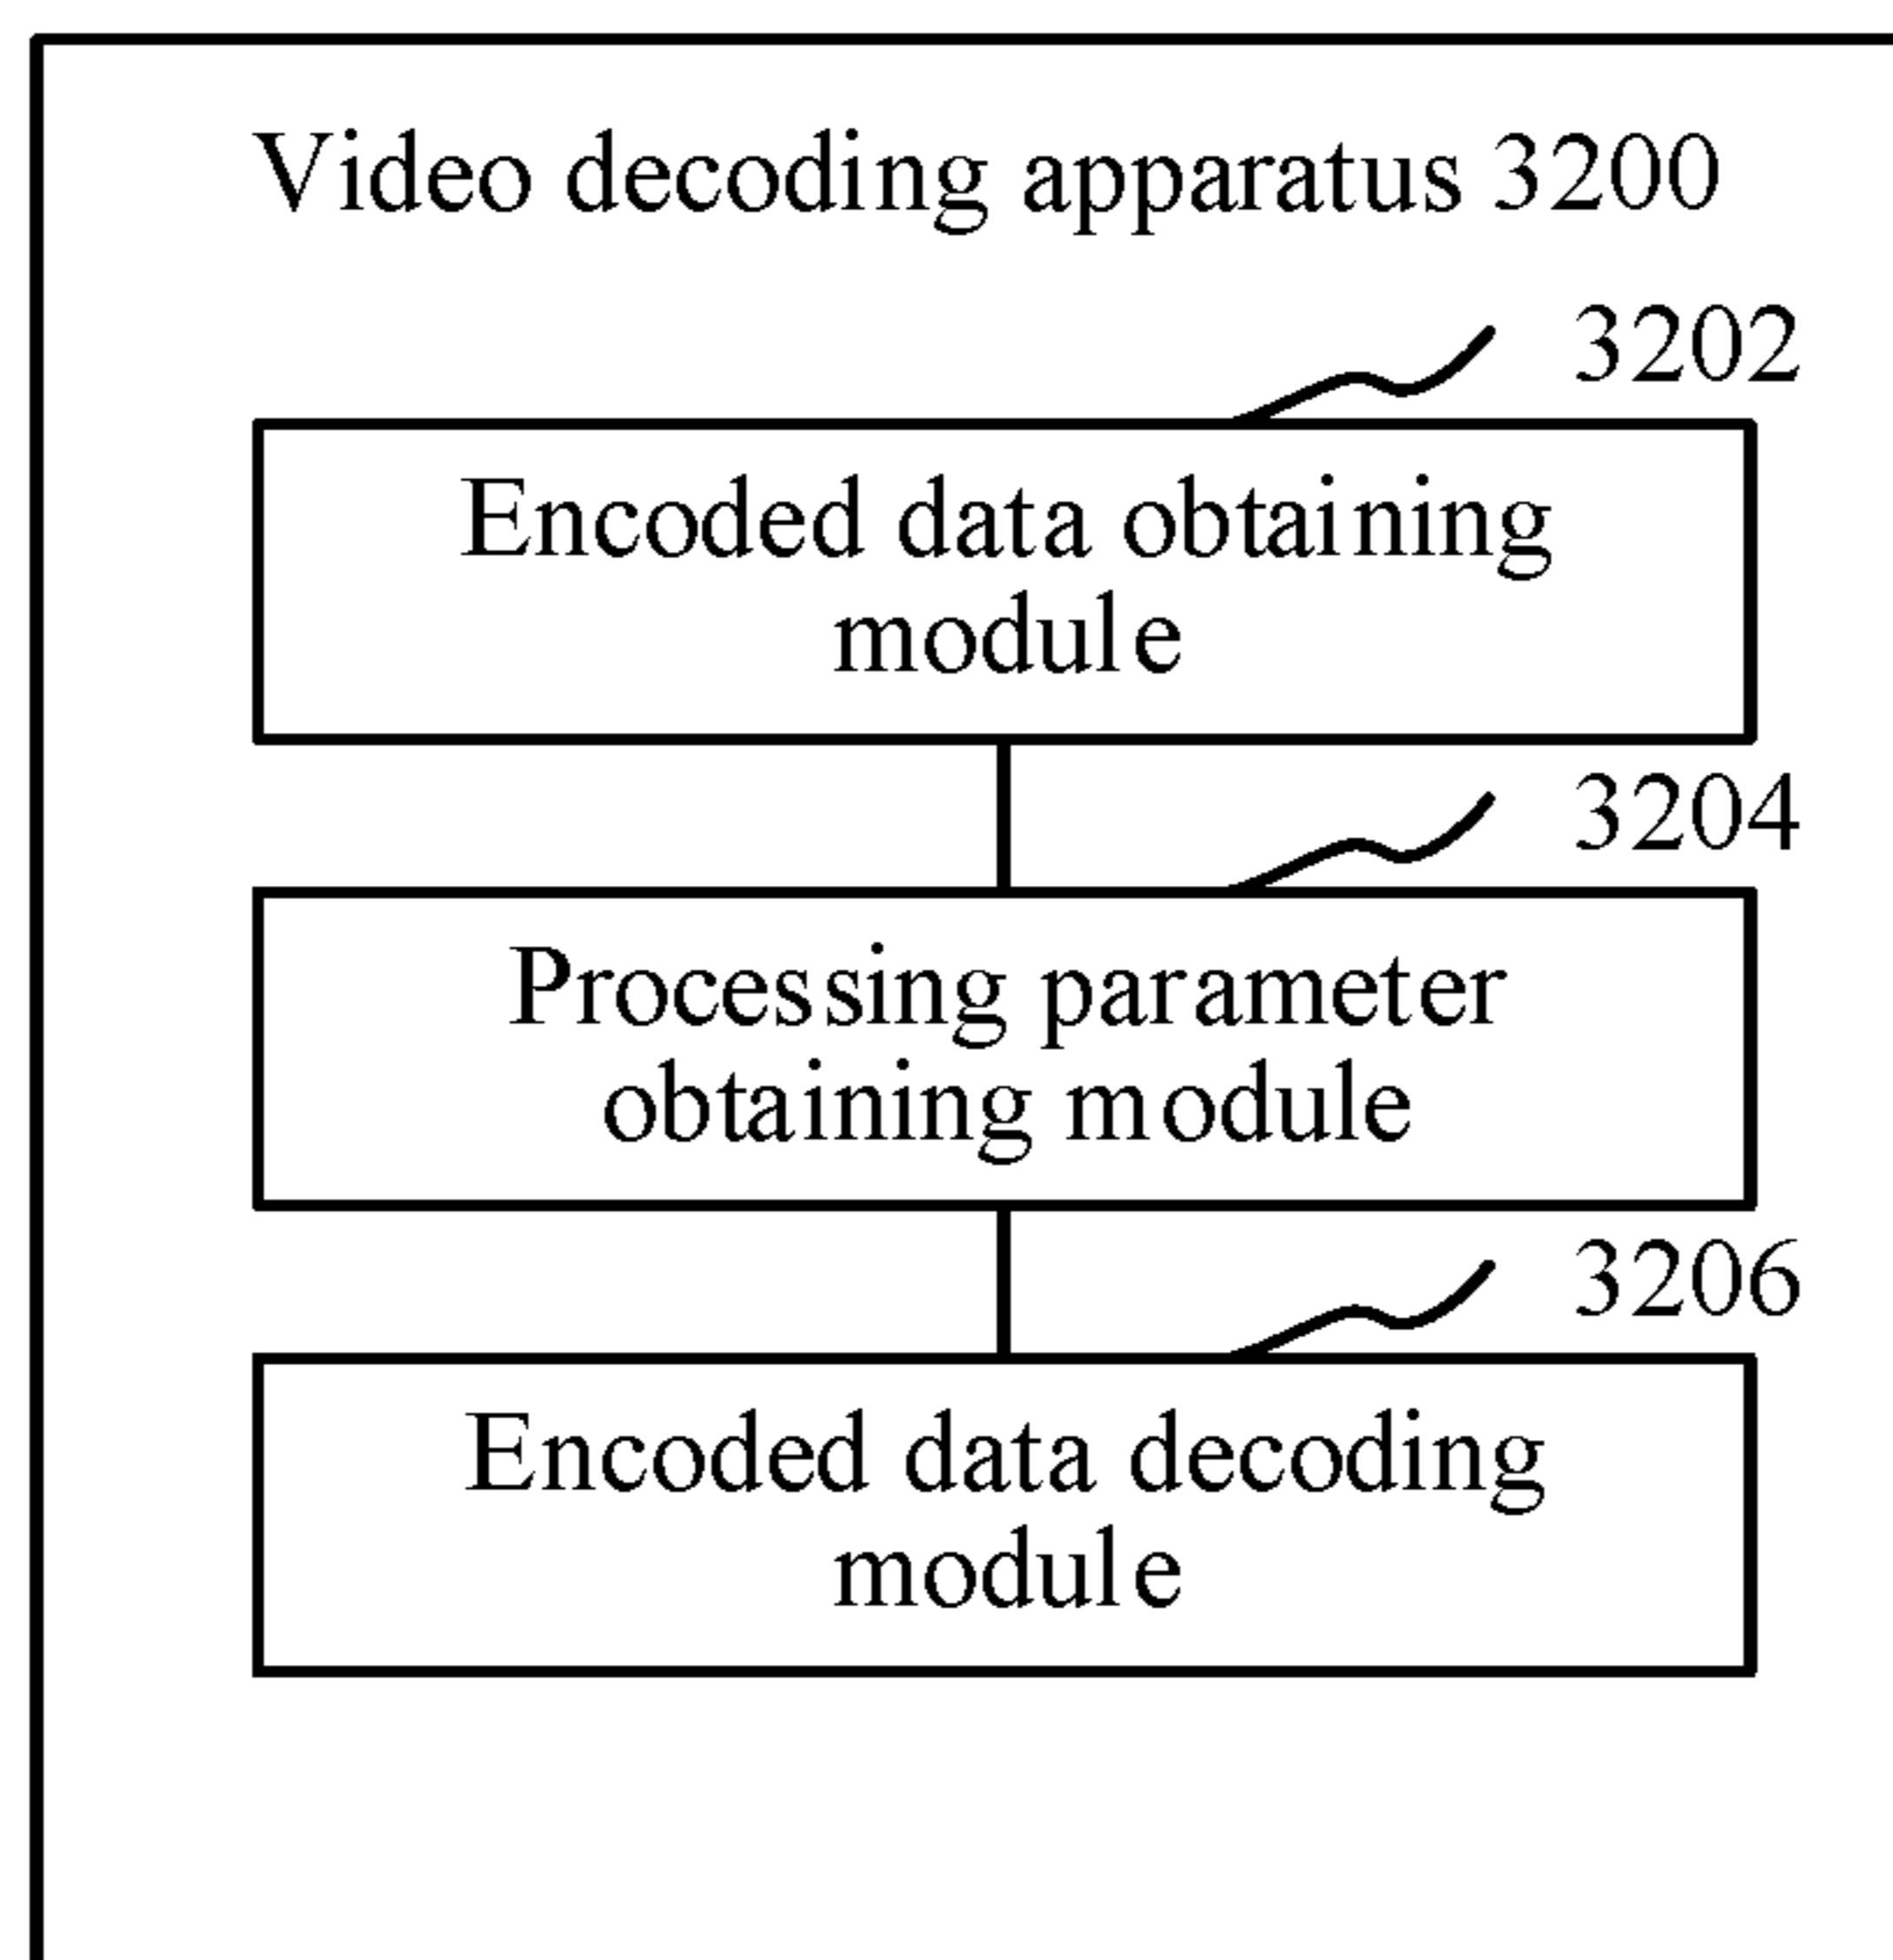 Video decoding apparatus 3200
3202
Encoded data obtaining
module
3204
Processing parameter
obtaining module
3206
Encoded data decoding
module